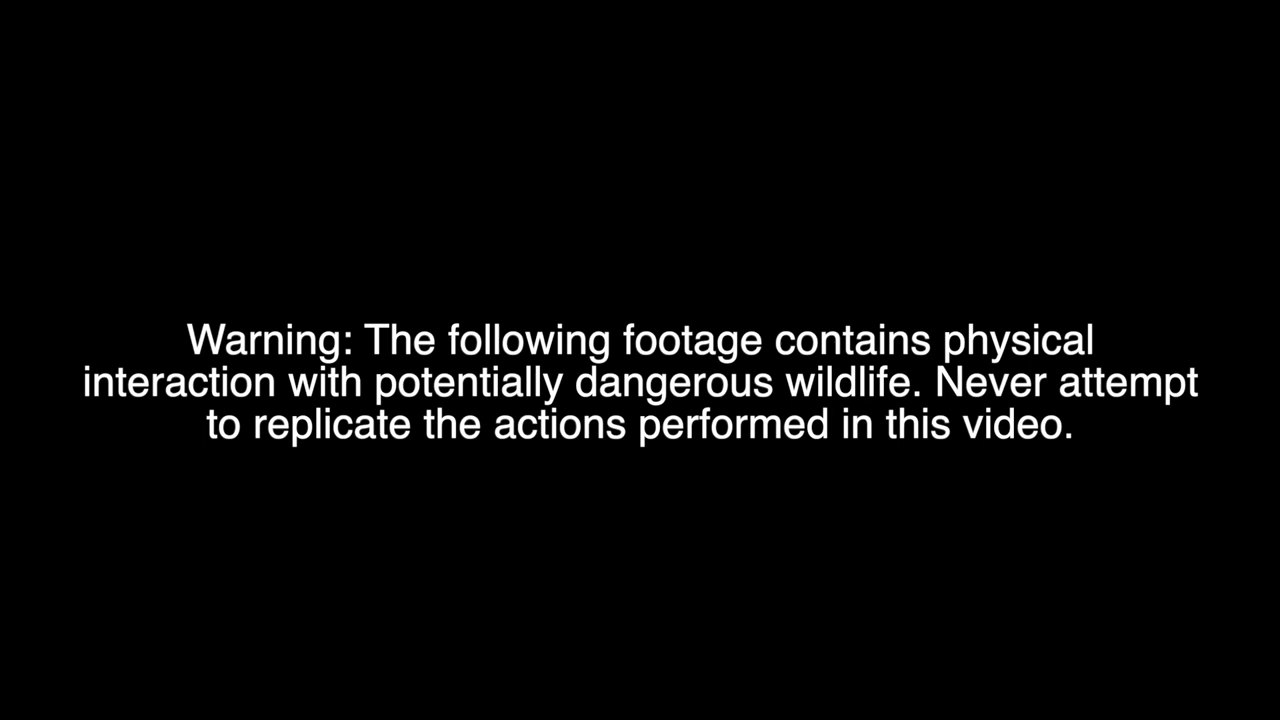 Warning: The following footage contains physical
interaction with potentially dangerous wildlife. Never attempt
to replicate the actions performed in this video.